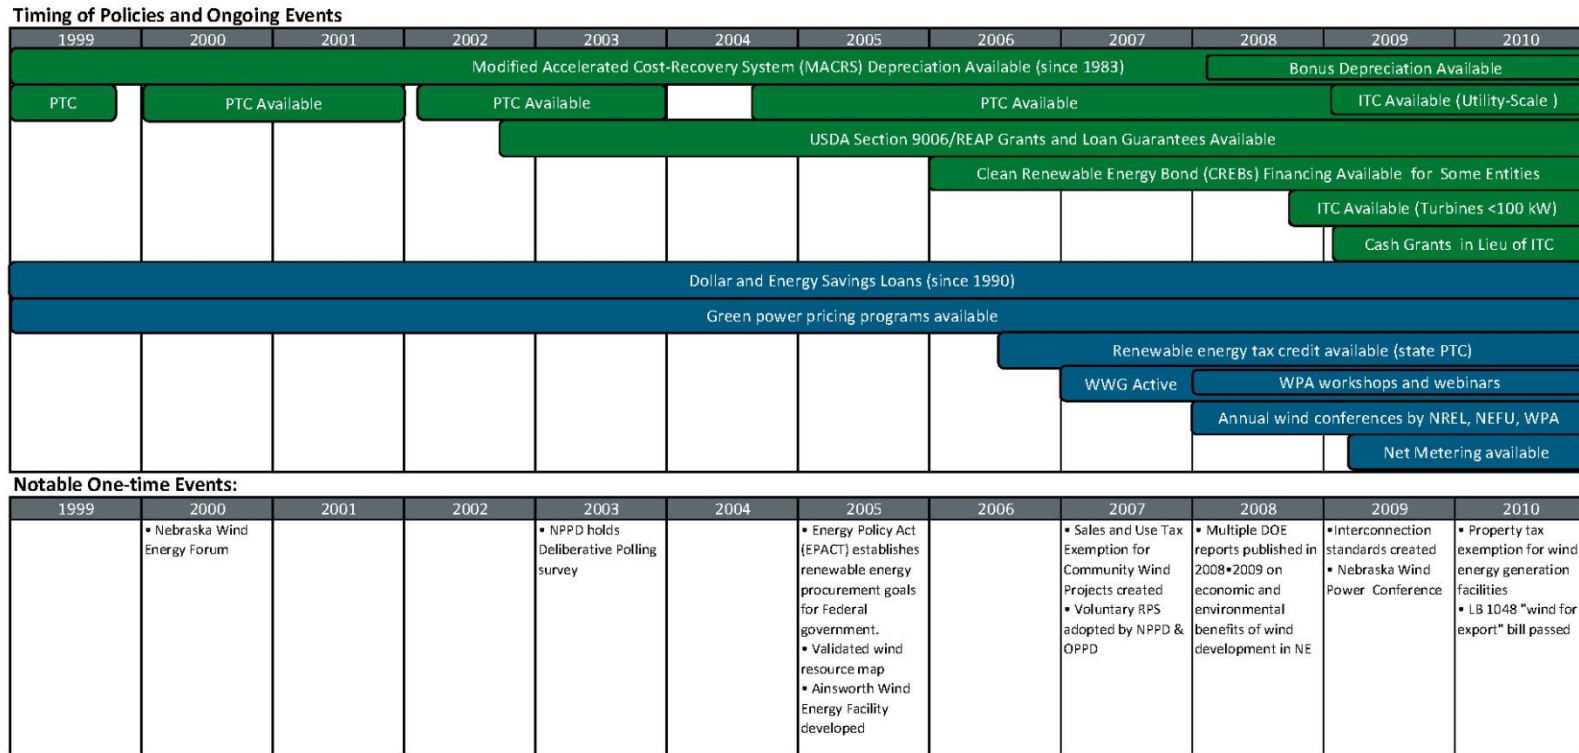 Timing of Policies and Ongoing Events
1999 2000 2001 2002 2003 2004 2005 2006 2007 2008 2009 2010
Modified Accelerated Cost-Recovery System (MACRS) Depreciation Available (since 1983)
Bonus Depreciation Available
PTC
PTC Available
PTC Available
PTC Available
ITC Available (Utility-Scale )
USDA Section 9006/REAP Grants and Loan Guarantees Available
Clean Renewable Energy Bond (CREBs) Financing Available for Some Entities
ITC Available (Turbines <100 kW)
Cash Grants in Lieu of ITC
Dollar and Energy Savings Loans (since 1990)
Green power pricing programs available
Renewable energy tax credit available (state PTC)
WWG Active
WPA workshops and webinars
Annual wind conferences by NREL, NEFU, WPA
Net Metering available
Notable One-time Events:
1999 2000 2001 2002 2003 2004 2005 2006 2007 2008 2009 2010
• Nebraska Wind
Energy Forum
• NPPD holds
Deliberative Polling
survey
• Energy Policy Act
(EPACT) establishes
renewable energy
procurement goals
for Federal
government.
• Validated wind
resource map
• Ainsworth Wind
Energy Facility
developed
• Sales and Use Tax
Exemption for
Community Wind
Projects created
• Voluntary RPS
adopted by NPPD &
OPPD
• Multiple DOE
reports published in
2008•2009 on
economic and
environmental
benefits of wind
development in NE
•Interconnection
standards created
• Nebraska Wind
Power Conference
• Property tax
exemption for wind
energy generation
facilities
• LB 1048 "wind for
export" bill passed